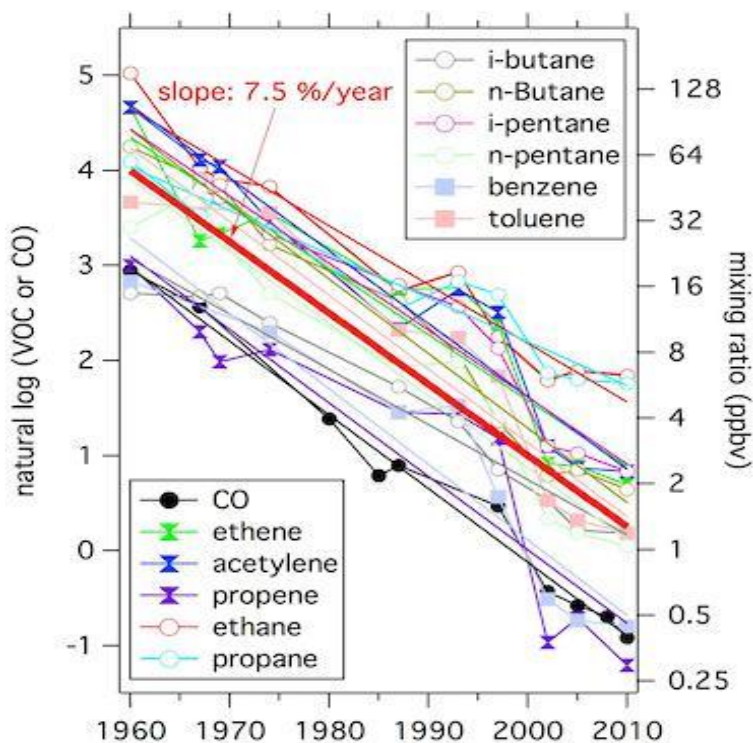 slope: 7.5 %/year
i-butane
n-Butane
i-pentane
n-pentane
benzene
toluene
CO
ethene
acetylene
propene
ethane
propane
natural log (VOC or CO)
5
4
3
2
1
0
-1
mixing ratio (ppbv)
128
64
32
16
8
4
2
1
0.5
0.25
1960
1970
1980
1990
2000
2010